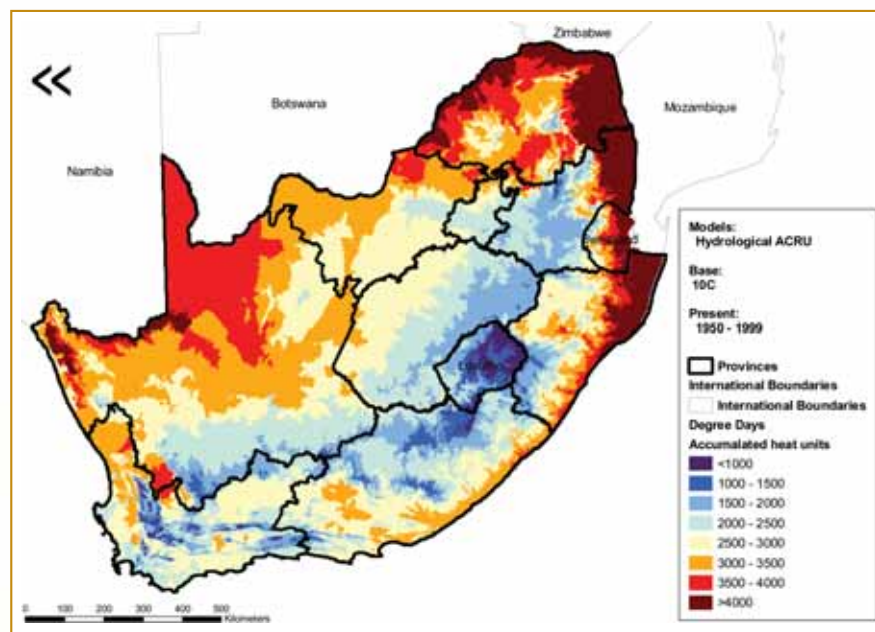 Zimbabwe
«
Botswana
Mozambique
Namibia
Models:
Hydrological ACRU
Base:
10C
Present:
1950 - 1999
Provinces
International Boundaries
International Boundaries
Degree Days
Accumalated heat units
<1000
1000 - 1500
1500 - 2000
2000 - 2500
2500 - 3000
3000 - 3500
3500 - 4000
>4000
0 100 200 300 400 500
Kilometers